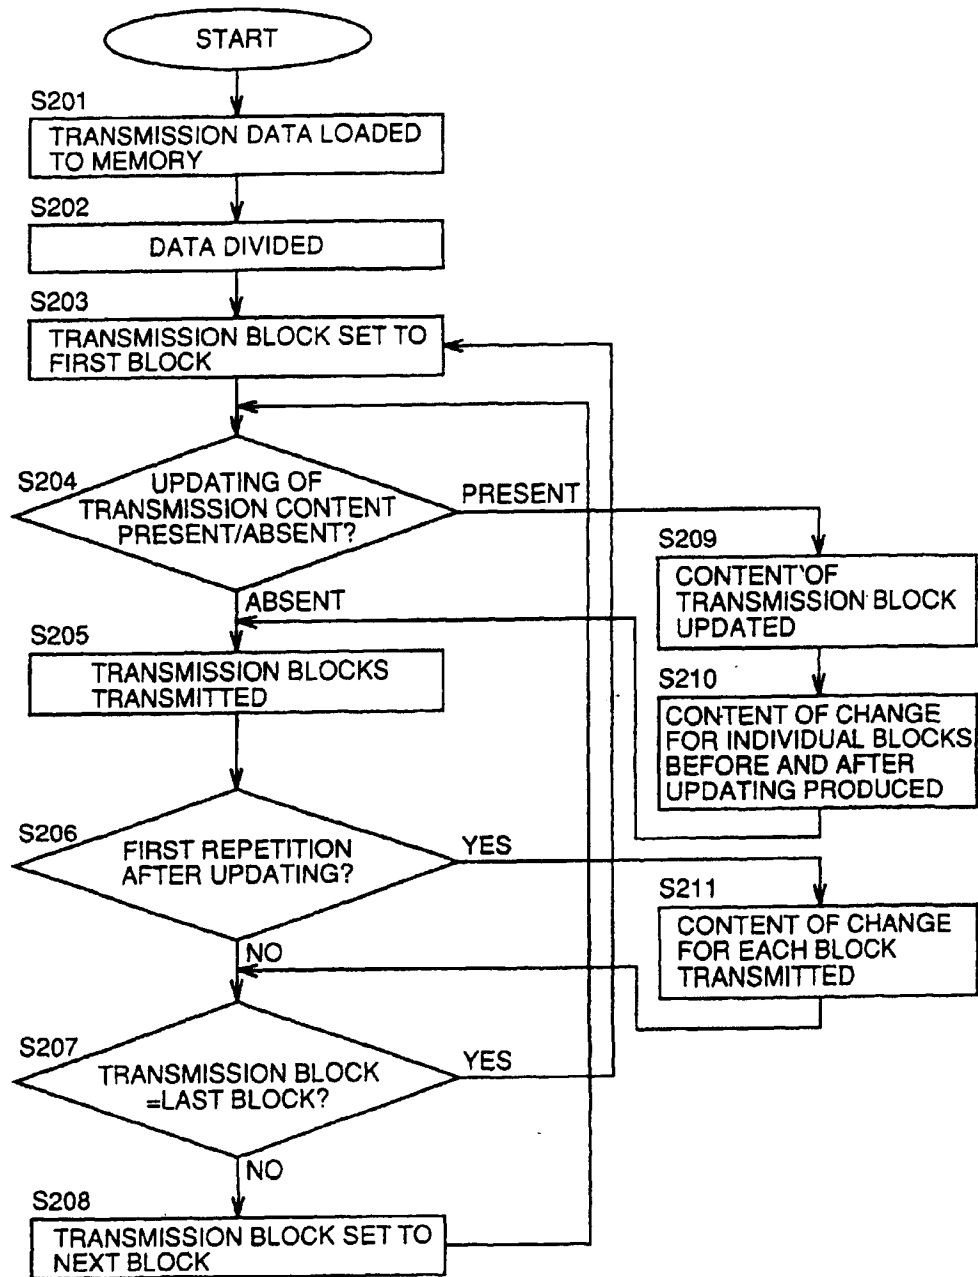 START
S201
TRANSMISSION DATA LOADED
TO MEMORY
S202
DATA DIVIDED
S203
TRANSMISSION BLOCK SET TO
FIRST BLOCK
S204
UPDATING OF
TRANSMISSION CONTENT
PRESENT/ABSENT?
PRESENT
ABSENT
S209
CONTENT OF
TRANSMISSION BLOCK
UPDATED
S210
CONTENT OF CHANGE
FOR INDIVIDUAL BLOCKS
BEFORE AND AFTER
UPDATING PRODUCED
S205
TRANSMISSION BLOCKS
TRANSMITTED
S206
FIRST REPETITION
AFTER UPDATING?
YES
NO
S211
CONTENT OF CHANGE
FOR EACH BLOCK
TRANSMITTED
S207
TRANSMISSION BLOCK
=LAST BLOCK?
YES
NO
S208
TRANSMISSION BLOCK SET TO
NEXT BLOCK